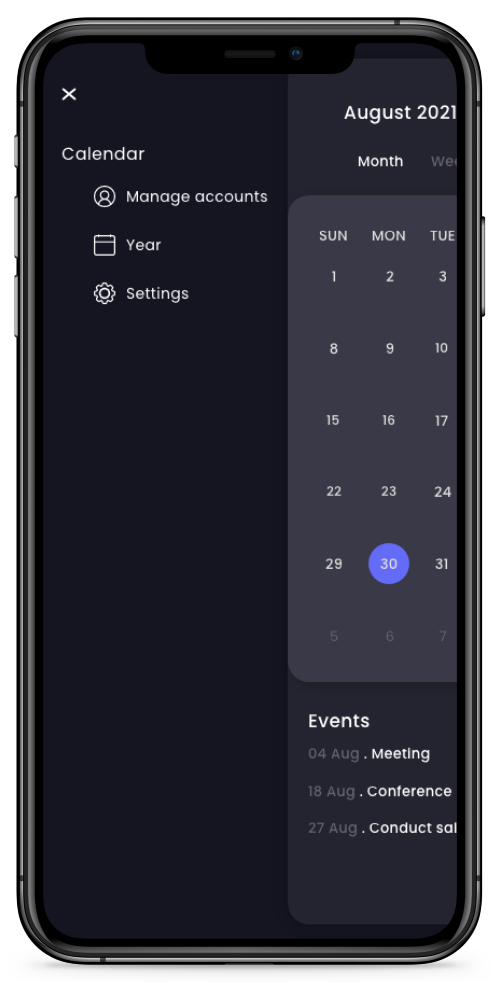 Calendar
Manage accounts
Year
Settings
August 2021
Month Wee
SUN MON TUE
1 2 3
8 9 10
15 16 17
22 23 24
29 30 31
5 6 7
Events
04 Aug . Meeting
18 Aug . Conference
27 Aug . Conduct sal